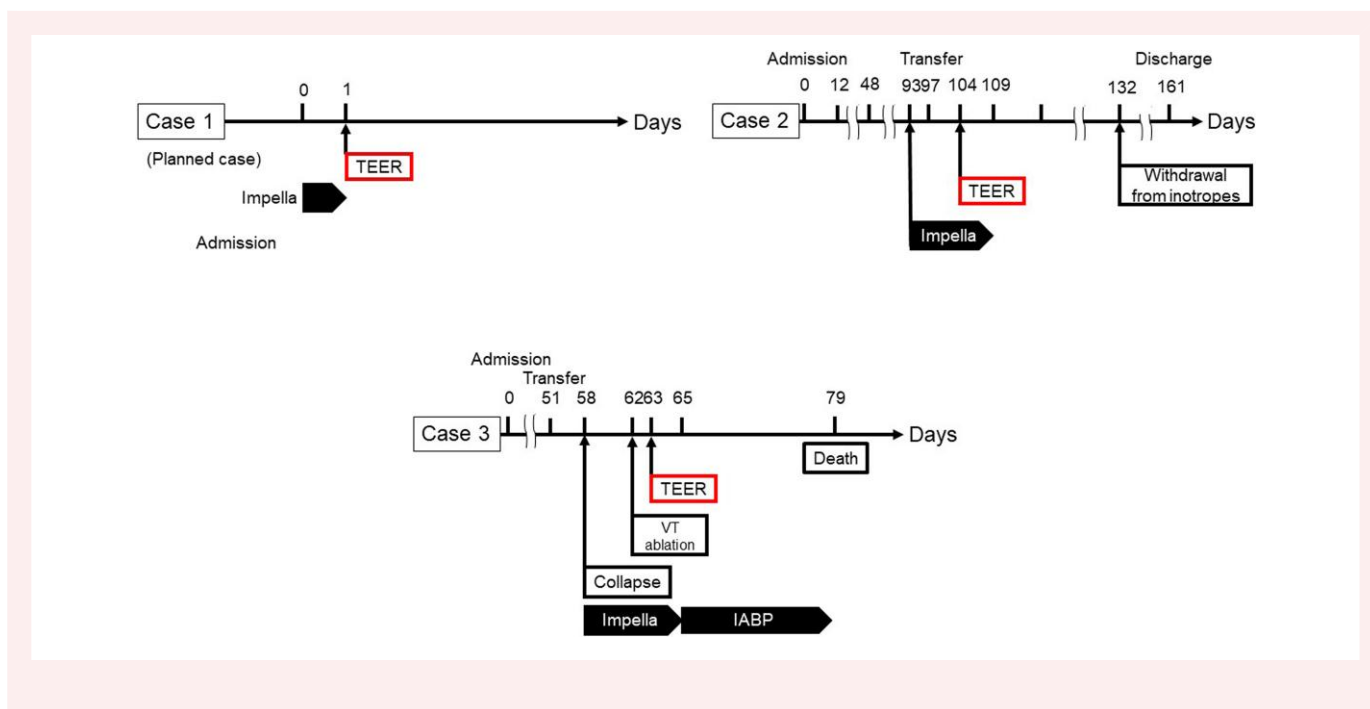 0 1
Case 1
Days
(Planned case)
TEER
Impella
Admission
Admission Transfer Discharge
0 12 48 93 97 104 109 132 161
Case 2
Days
TEER
Withdrawal
from inotropes
Impella
Admission
Transfer
0 51 58 62 63 65 79
Case 3
Days
Death
TEER
VT
ablation
Collapse
Impella IABP